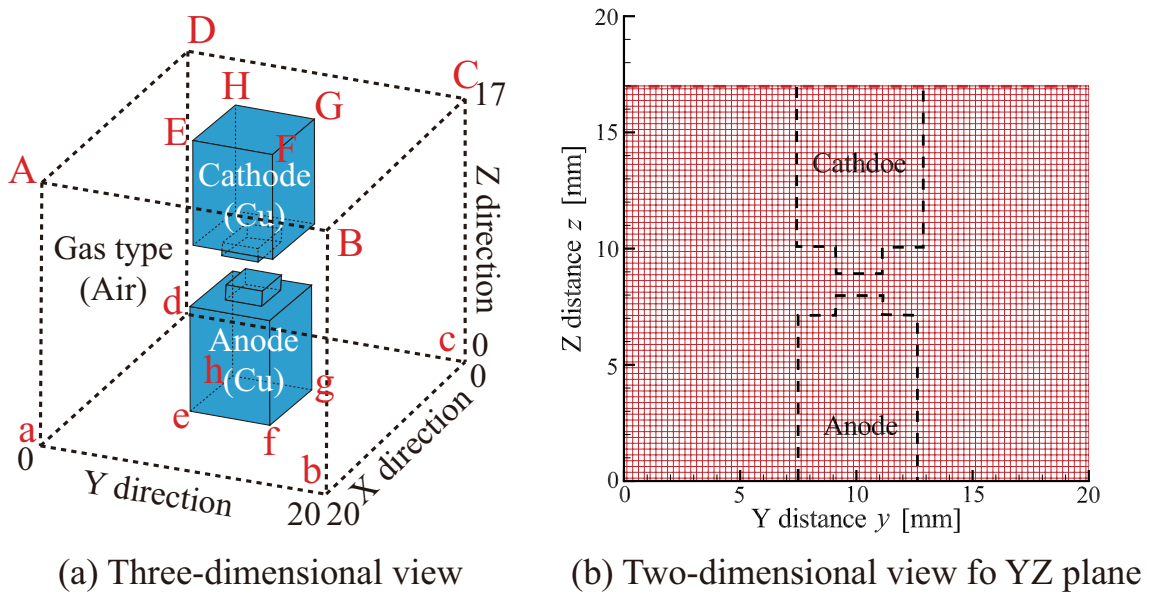 D
H
C
17
G
E
F
A
Cathode
(Cu)
B
Gas type
(Air)
Z direction
d
Anode
(Cu)
c
0
0
h
g
e
a
0
f
b
X direction
Y direction
20
20
(a) Three-dimensional view
20
15
10
5
0
Z distance z [mm]
Cathdoe
Anode
0
5
10
15
20
Y distance y [mm]
(b) Two-dimensional view fo YZ plane